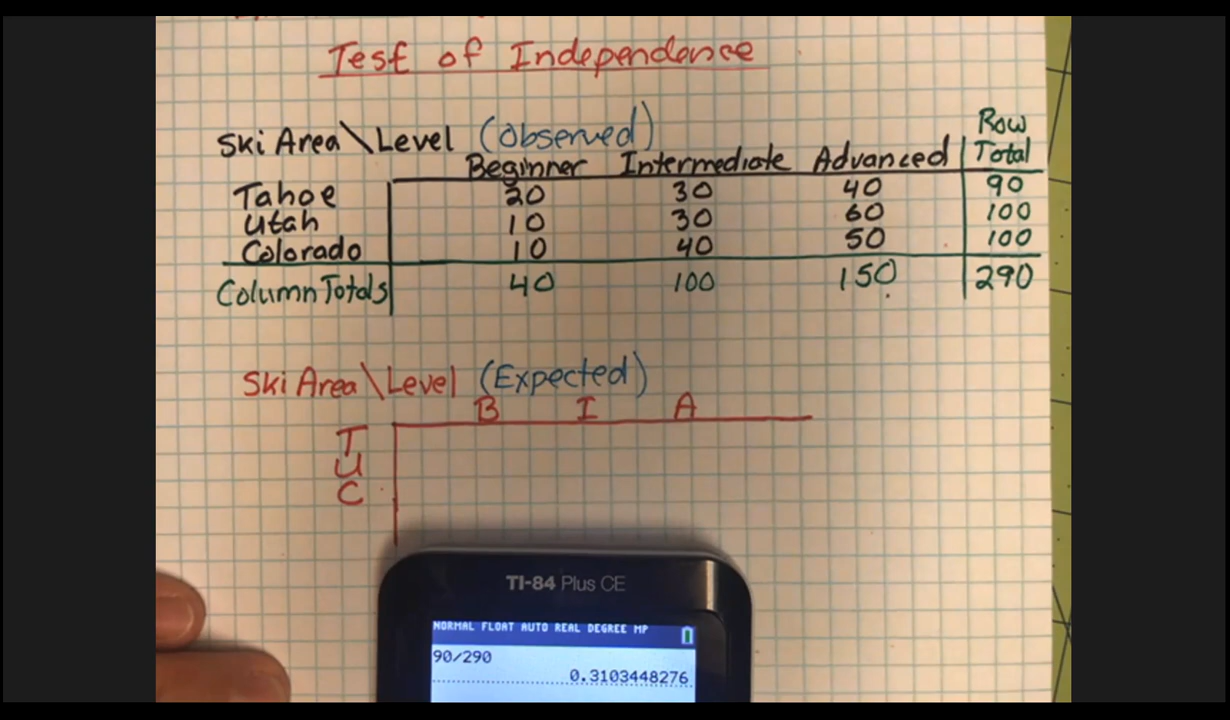 Test of Independence
Ski Area\Level (Observed)
Row
Beginner Intermediate Advanced Total
Tahoe 20 30 40 90
Utah 10 30 60 100
Colorado 10 40 50 100
Column Totals 40 100 150 290
Ski Area\Level (Expected)
B I A
T
U
C
TI-84 Plus CE
NORMAL FLOAT AUTO REAL DEGREE MP
90/290
0.3103448276